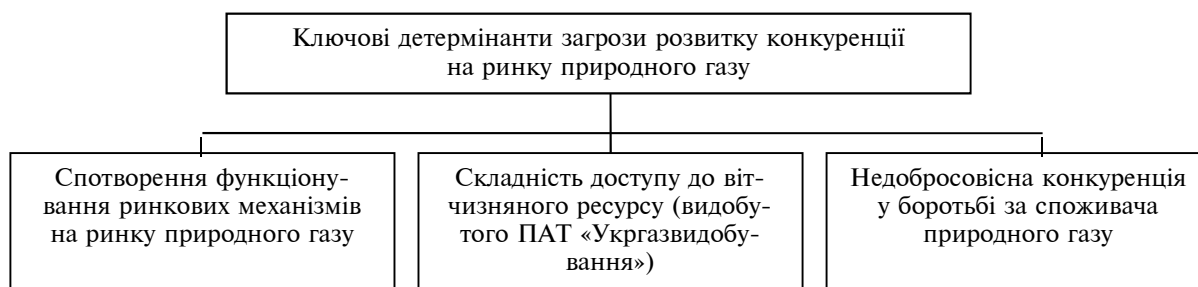 Ключові детермінанти загрози розвитку конкуренції
на ринку природного газу
Спотворення функціону-
вання ринкових механізмів
на ринку природного газу
Складність доступу до віт-
чизняного ресурсу (видобу-
того ПАТ «Укргазвидобу-
вання»)
Недобросовісна конкуренція
у боротьбі за споживача
природного газу